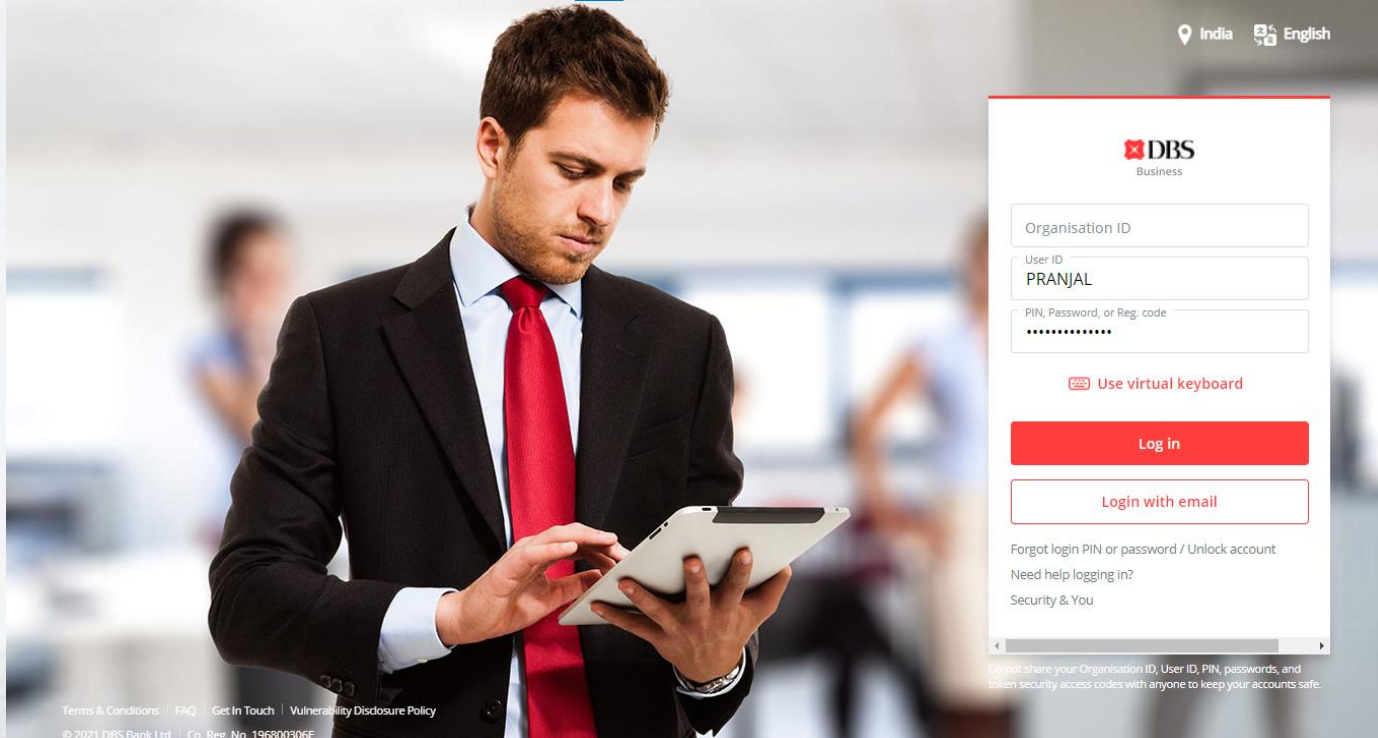 India English
DBS
Business
Organisation ID
User ID
PRANJAL
PIN, Password, or Reg. code
••••••••••••••
Use virtual keyboard
Log in
Login with email
Forgot login PIN or password / Unlock account
Need help logging in?
Security & You
Do not share your Organisation ID, User ID, PIN, passwords, and
token security access codes with anyone to keep your accounts safe.
Terms & Conditions | FAQ | Get In Touch | Vulnerability Disclosure Policy
© 2021 DBS Bank Ltd | Co. Reg. No. 196800306E